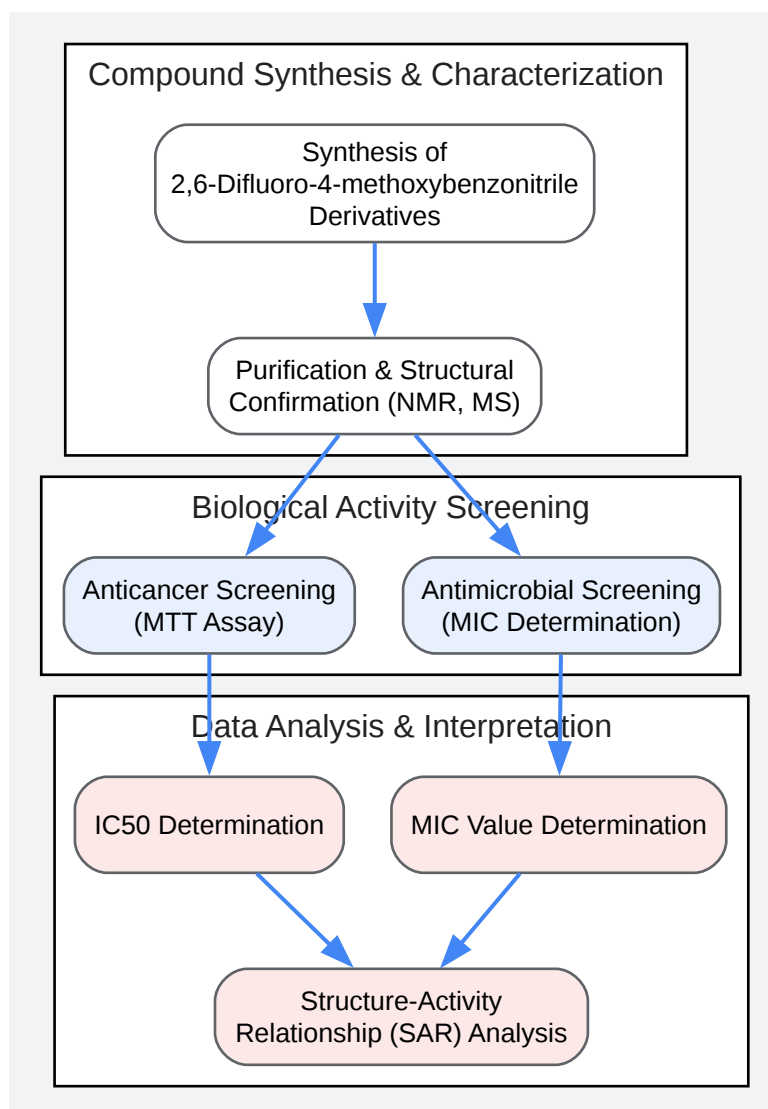 Compound Synthesis & Characterization
Synthesis of
2,6-Difluoro-4-methoxybenzonitrile
Derivatives
Purification & Structural
Confirmation (NMR, MS)
Biological Activity Screening
Anticancer Screening
(MTT Assay)
Antimicrobial Screening
(MIC Determination)
Data Analysis & Interpretation
IC50 Determination
MIC Value Determination
Structure-Activity
Relationship (SAR) Analysis